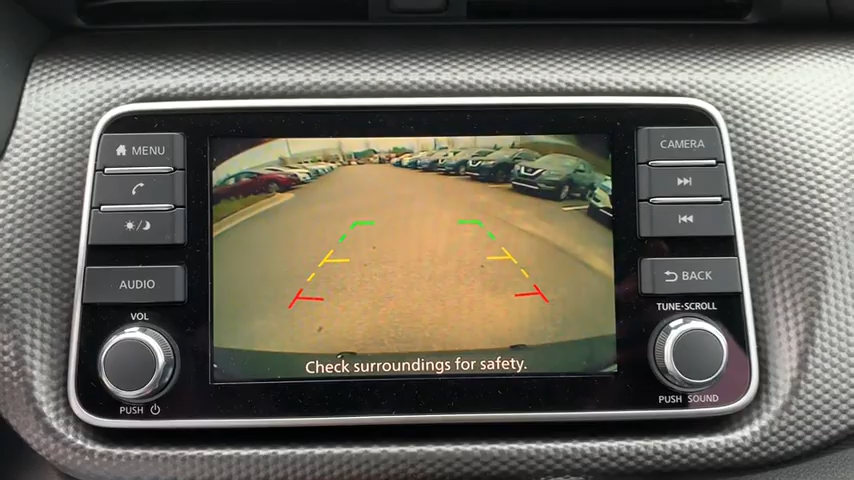 MENU
AUDIO
VOL
PUSH
Check surroundings for safety.
CAMERA
BACK
TUNE·SCROLL
PUSH SOUND